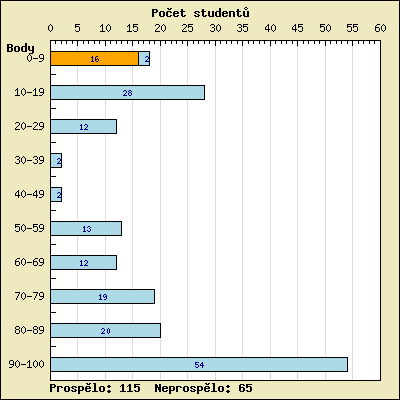 Počet studentů
0 5 10 15 20 25 30 35 40 45 50 55 60
Body
0-9 16 2
10-19 28
20-29 12
30-39 2
40-49 2
50-59 13
60-69 12
70-79 19
80-89 20
90-100 54
Prospělo: 115 Neprospělo: 65